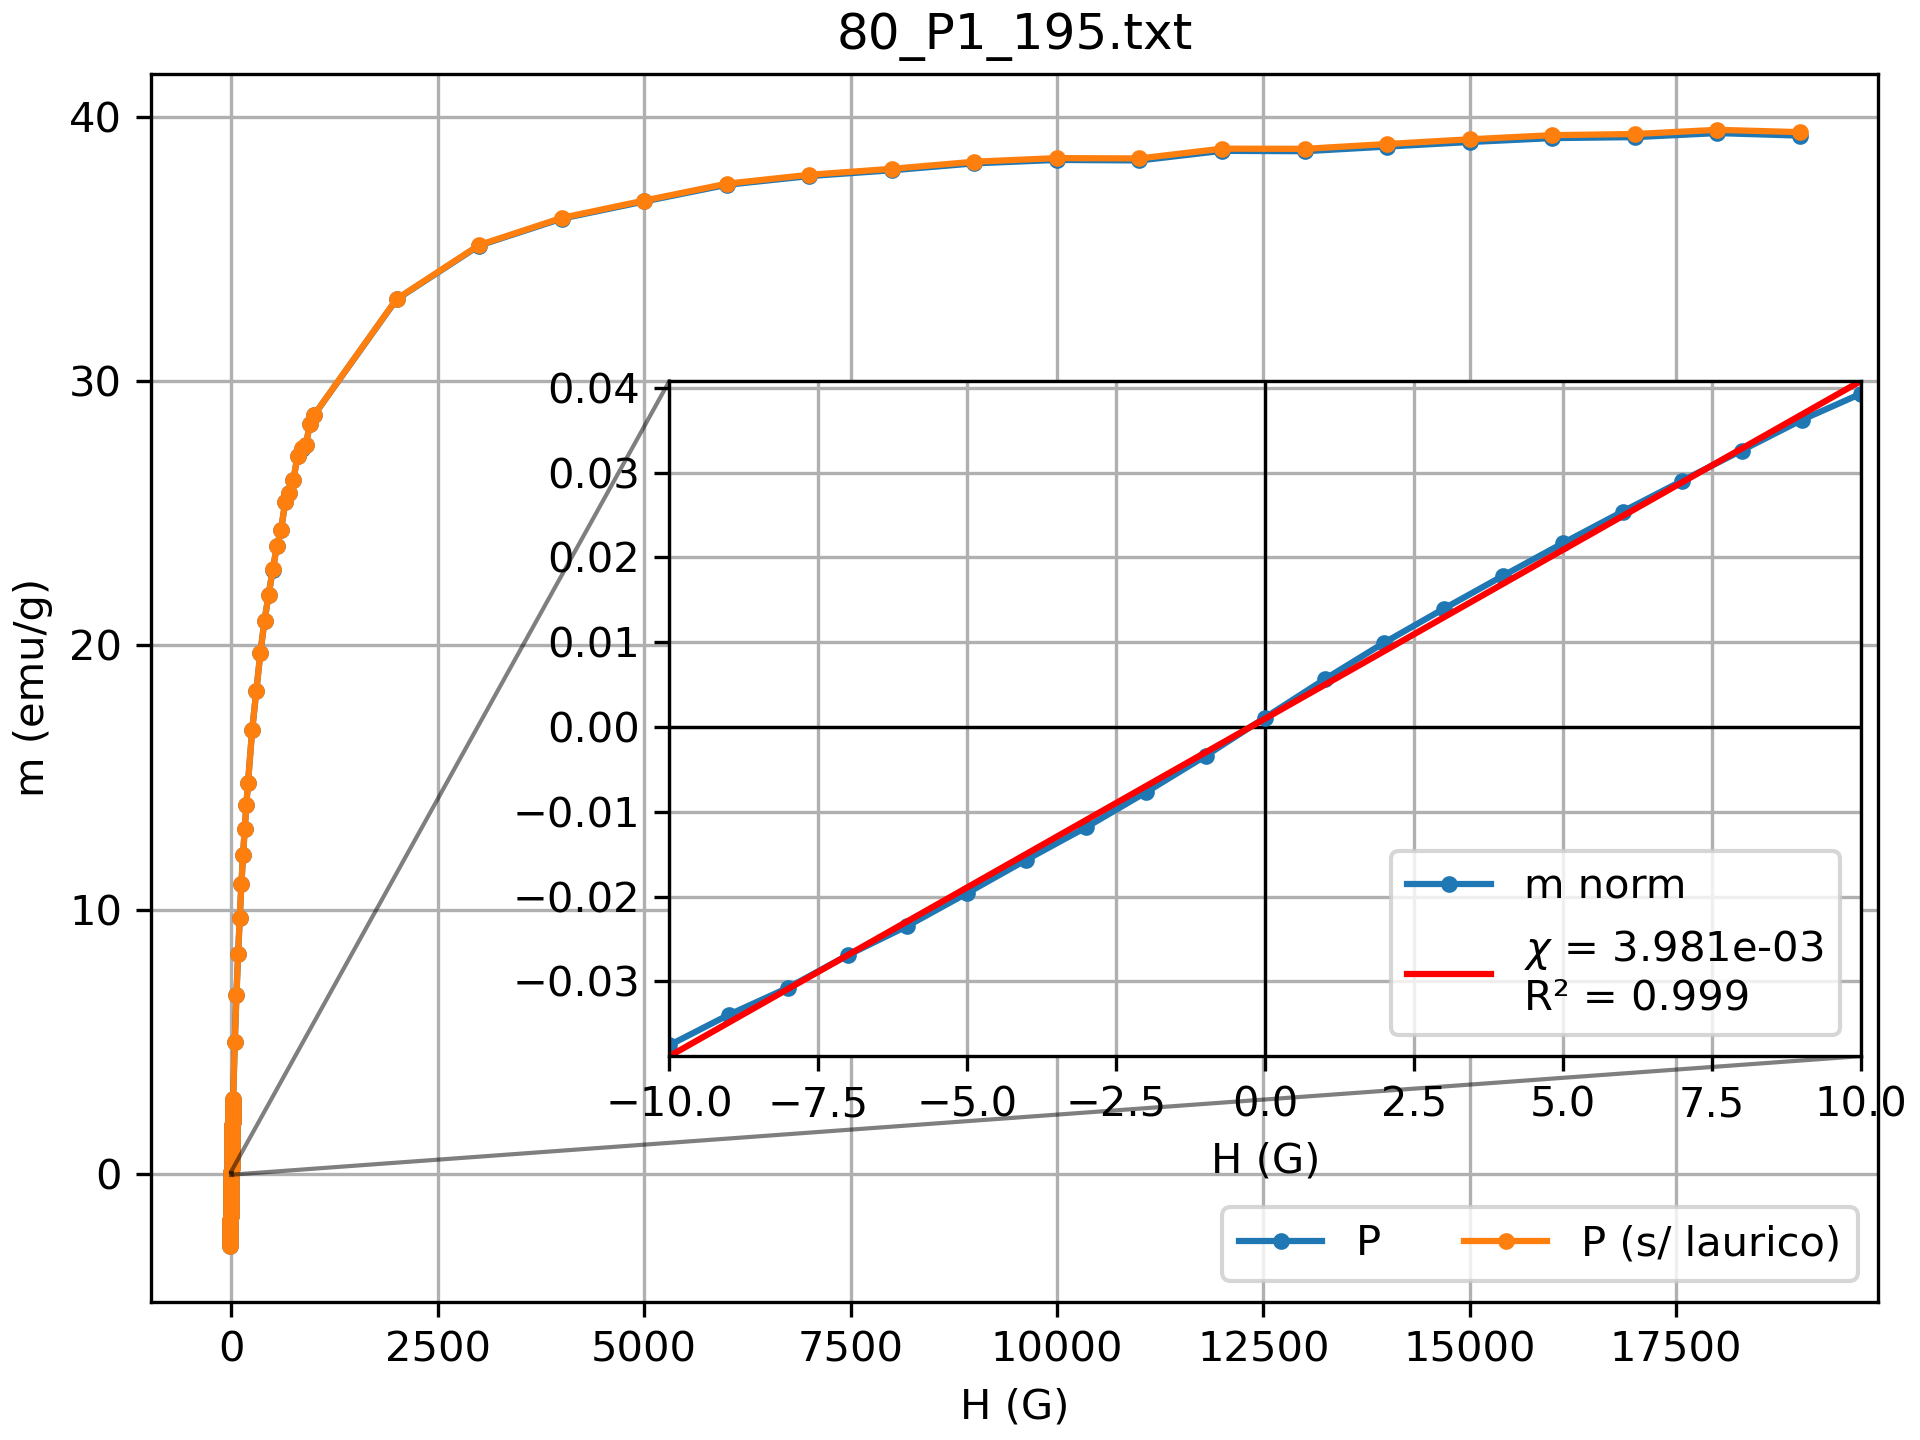 80_P1_195.txt
40
30
20
10
0
m (emu/g)
0.04
0.03
0.02
0.01
0.00
−0.01
−0.02
−0.03
m norm
χ = 3.981e-03
R² = 0.999
−10.0 −7.5 −5.0 −2.5 0.0 2.5 5.0 7.5 10.0
H (G)
P P (s/ laurico)
0 2500 5000 7500 10000 12500 15000 17500
H (G)